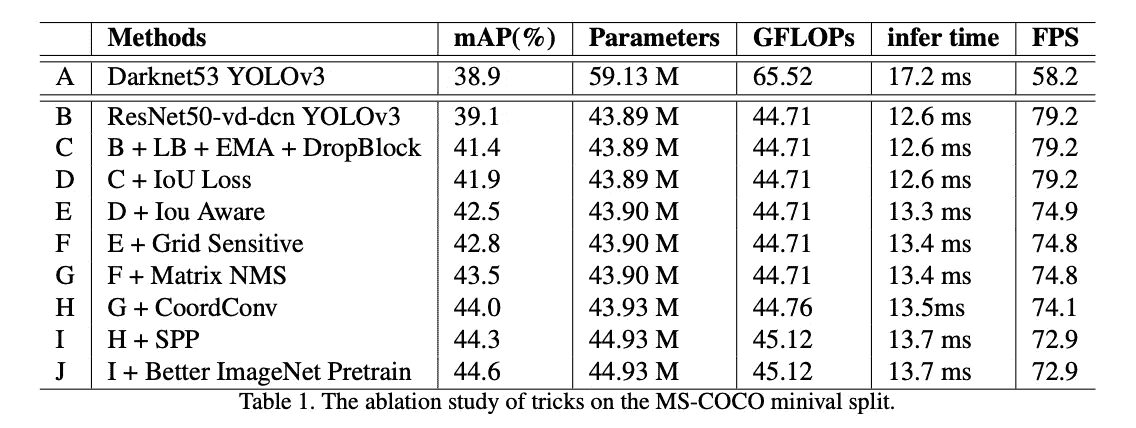 Methods mAP(%) Parameters GFLOPs infer time FPS
A Darknet53 YOLOv3 38.9 59.13 M 65.52 17.2 ms 58.2
B ResNet50-vd-dcn YOLOv3 39.1 43.89 M 44.71 12.6 ms 79.2
C B + LB + EMA + DropBlock 41.4 43.89 M 44.71 12.6 ms 79.2
D C + IoU Loss 41.9 43.89 M 44.71 12.6 ms 79.2
E D + Iou Aware 42.5 43.90 M 44.71 13.3 ms 74.9
F E + Grid Sensitive 42.8 43.90 M 44.71 13.4 ms 74.8
G F + Matrix NMS 43.5 43.90 M 44.71 13.4 ms 74.8
H G + CoordConv 44.0 43.93 M 44.76 13.5ms 74.1
I H + SPP 44.3 44.93 M 45.12 13.7 ms 72.9
J I + Better ImageNet Pretrain 44.6 44.93 M 45.12 13.7 ms 72.9
Table 1. The ablation study of tricks on the MS-COCO minival split.